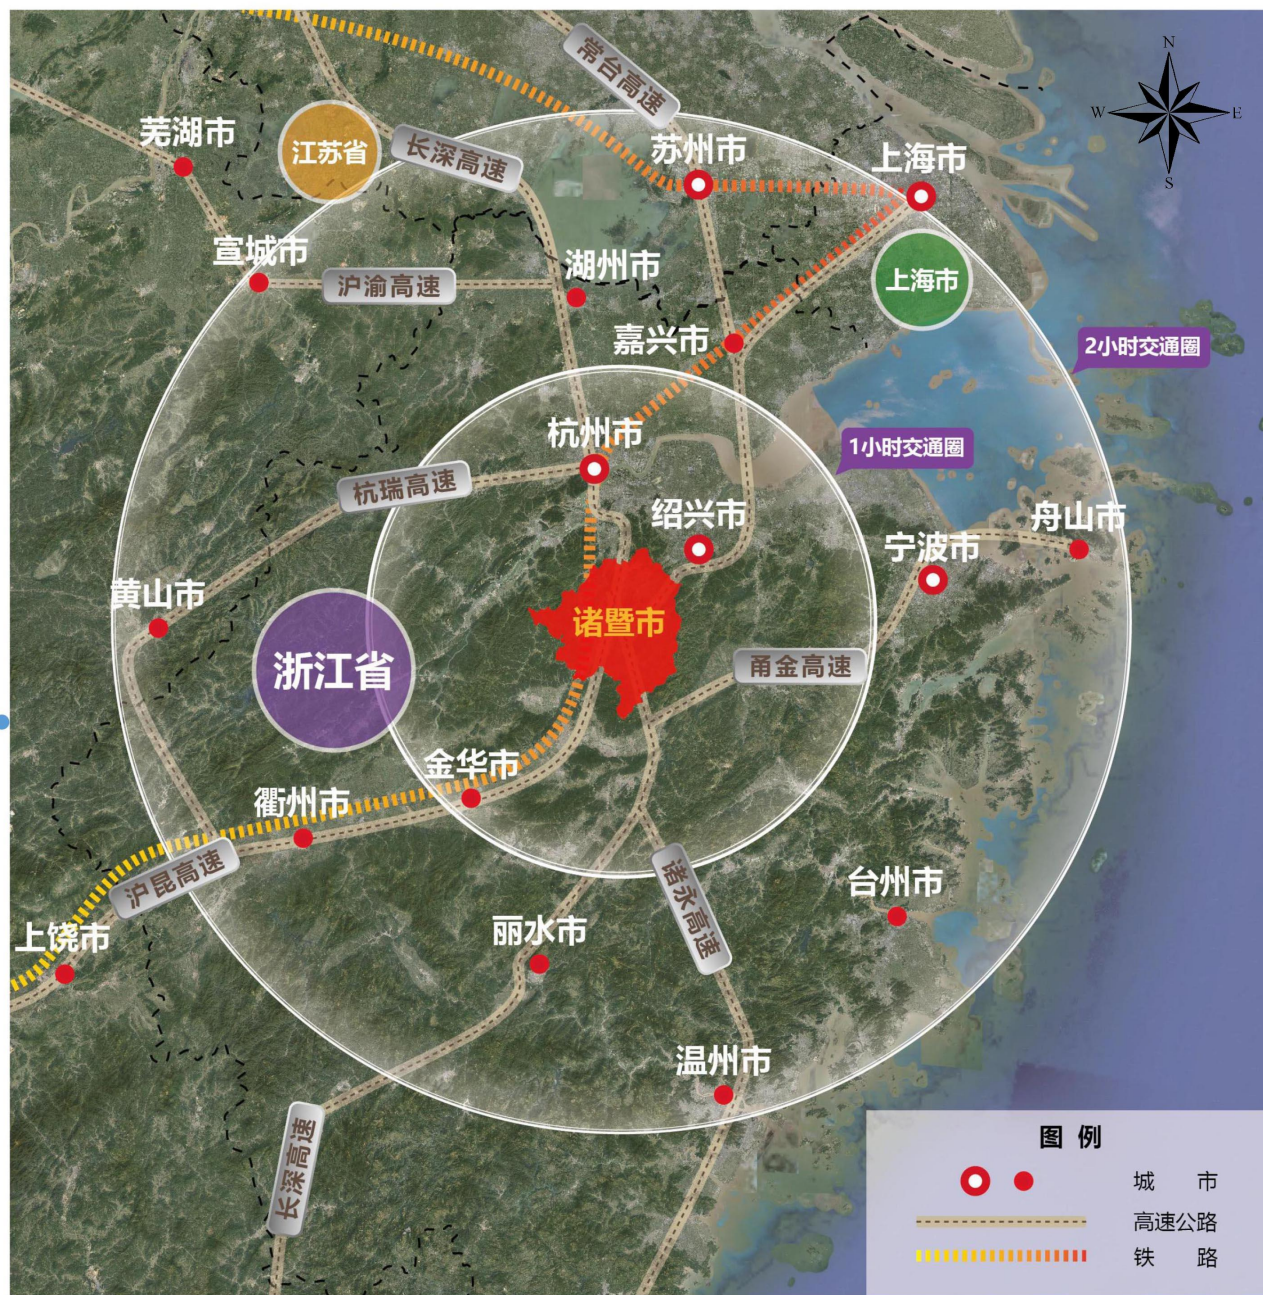 N
W
E
S
常台高速
芜湖市
江苏省
长深高速
苏州市
上海市
宣城市
沪渝高速
湖州市
上海市
嘉兴市
2小时交通圈
杭州市
1小时交通圈
杭瑞高速
绍兴市
舟山市
宁波市
黄山市
诸暨市
浙江省
甬金高速
金华市
衢州市
沪昆高速
诸永高速
台州市
上饶市
丽水市
温州市
长深高速
图 例
城 市
高速公路
铁 路